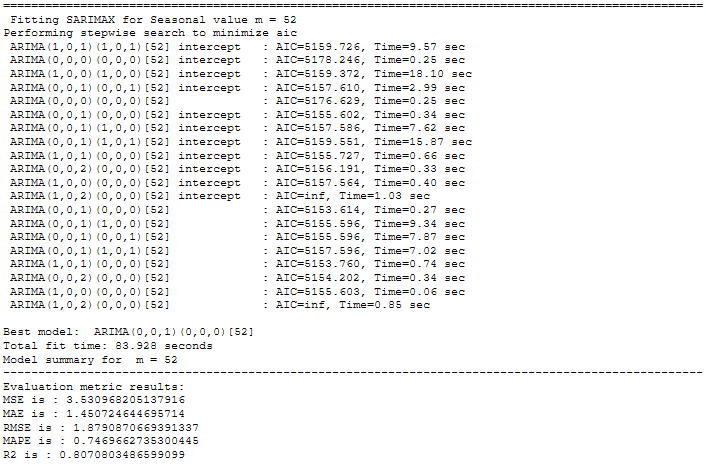 ====================================================================================================
Fitting SARIMAX for Seasonal value m = 52
Performing stepwise search to minimize aic
ARIMA(1,0,1)(1,0,1)[52] intercept   : AIC=5159.726, Time=9.57 sec
ARIMA(0,0,0)(0,0,0)[52] intercept   : AIC=5178.246, Time=0.25 sec
ARIMA(1,0,0)(1,0,0)[52] intercept   : AIC=5159.372, Time=18.10 sec
ARIMA(0,0,1)(0,0,1)[52] intercept   : AIC=5157.610, Time=2.99 sec
ARIMA(0,0,0)(0,0,0)[52]             : AIC=5176.629, Time=0.25 sec
ARIMA(0,0,1)(0,0,0)[52] intercept   : AIC=5155.602, Time=0.34 sec
ARIMA(0,0,1)(1,0,0)[52] intercept   : AIC=5157.586, Time=7.62 sec
ARIMA(0,0,1)(1,0,1)[52] intercept   : AIC=5159.551, Time=15.87 sec
ARIMA(1,0,1)(0,0,0)[52] intercept   : AIC=5155.727, Time=0.66 sec
ARIMA(0,0,2)(0,0,0)[52] intercept   : AIC=5156.191, Time=0.33 sec
ARIMA(1,0,0)(0,0,0)[52] intercept   : AIC=5157.564, Time=0.40 sec
ARIMA(1,0,2)(0,0,0)[52] intercept   : AIC=inf, Time=1.03 sec
ARIMA(0,0,1)(0,0,0)[52]             : AIC=5153.614, Time=0.27 sec
ARIMA(0,0,1)(1,0,0)[52]             : AIC=5155.596, Time=9.34 sec
ARIMA(0,0,1)(0,0,1)[52]             : AIC=5155.596, Time=7.87 sec
ARIMA(0,0,1)(1,0,1)[52]             : AIC=5157.596, Time=7.02 sec
ARIMA(1,0,1)(0,0,0)[52]             : AIC=5153.760, Time=0.74 sec
ARIMA(0,0,2)(0,0,0)[52]             : AIC=5154.202, Time=0.34 sec
ARIMA(1,0,0)(0,0,0)[52]             : AIC=5155.603, Time=0.06 sec
ARIMA(1,0,2)(0,0,0)[52]             : AIC=inf, Time=0.85 sec
Best model:  ARIMA(0,0,1)(0,0,0)[52]
Total fit time: 83.928 seconds
Model summary for  m = 52
----------------------------------------------------------------------------------------------------
Evaluation metric results:
MSE is : 3.530968205137916
MAE is : 1.450724644695714
RMSE is : 1.8790870669391337
MAPE is : 0.7469662735300445
R2 is : 0.8070803486599099